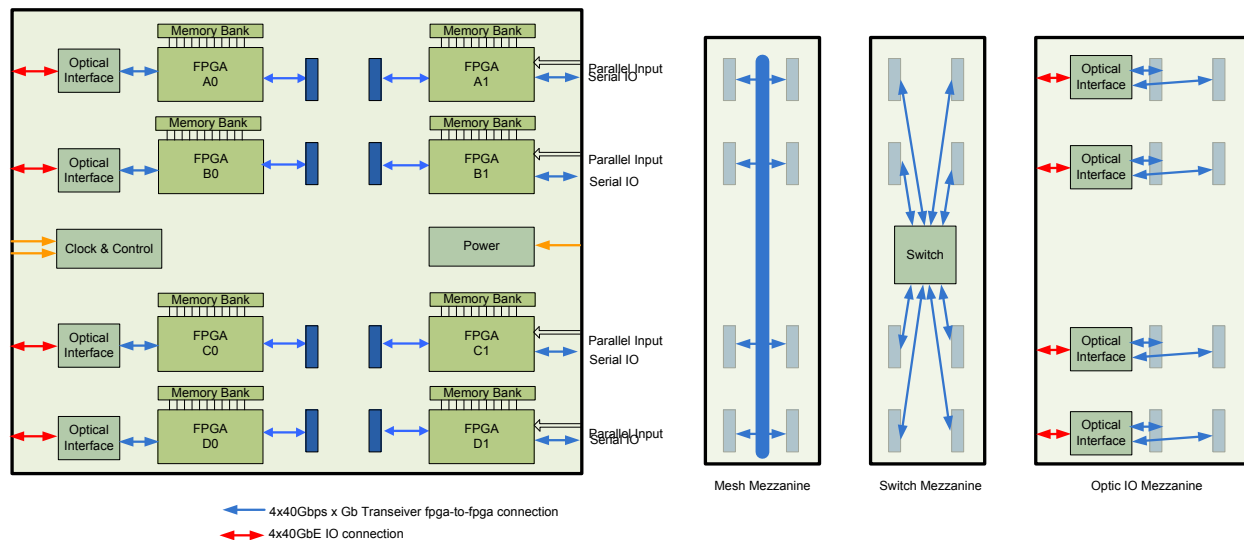 Memory Bank
Memory Bank
Optical
Interface
FPGA
A0
FPGA
A1
Parallel Input
Serial IO
Memory Bank
Memory Bank
Optical
Interface
FPGA
B0
FPGA
B1
Parallel Input
Serial IO
Clock & Control
Power
Memory Bank
Memory Bank
Optical
Interface
FPGA
C0
FPGA
C1
Parallel Input
Serial IO
Memory Bank
Memory Bank
Optical
Interface
FPGA
D0
FPGA
D1
Parallel Input
Serial IO
Switch
Optical
Interface
Optical
Interface
Optical
Interface
Optical
Interface
Mesh Mezzanine
Switch Mezzanine
Optic IO Mezzanine
4x40Gbps x Gb Transeiver fpga-to-fpga connection
4x40GbE IO connection